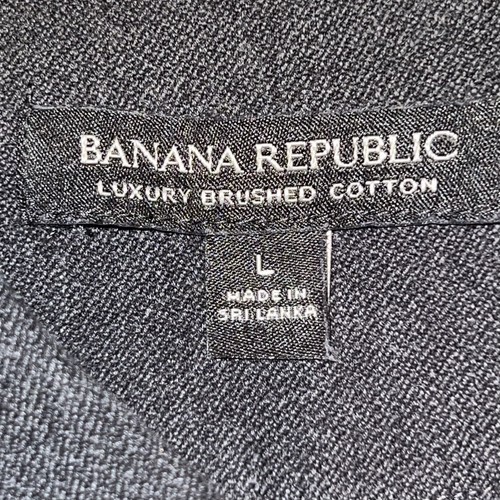 BANANA REPUBLIC
LUXURY BRUSHED COTTON
L
MADE IN
SRI LANKA